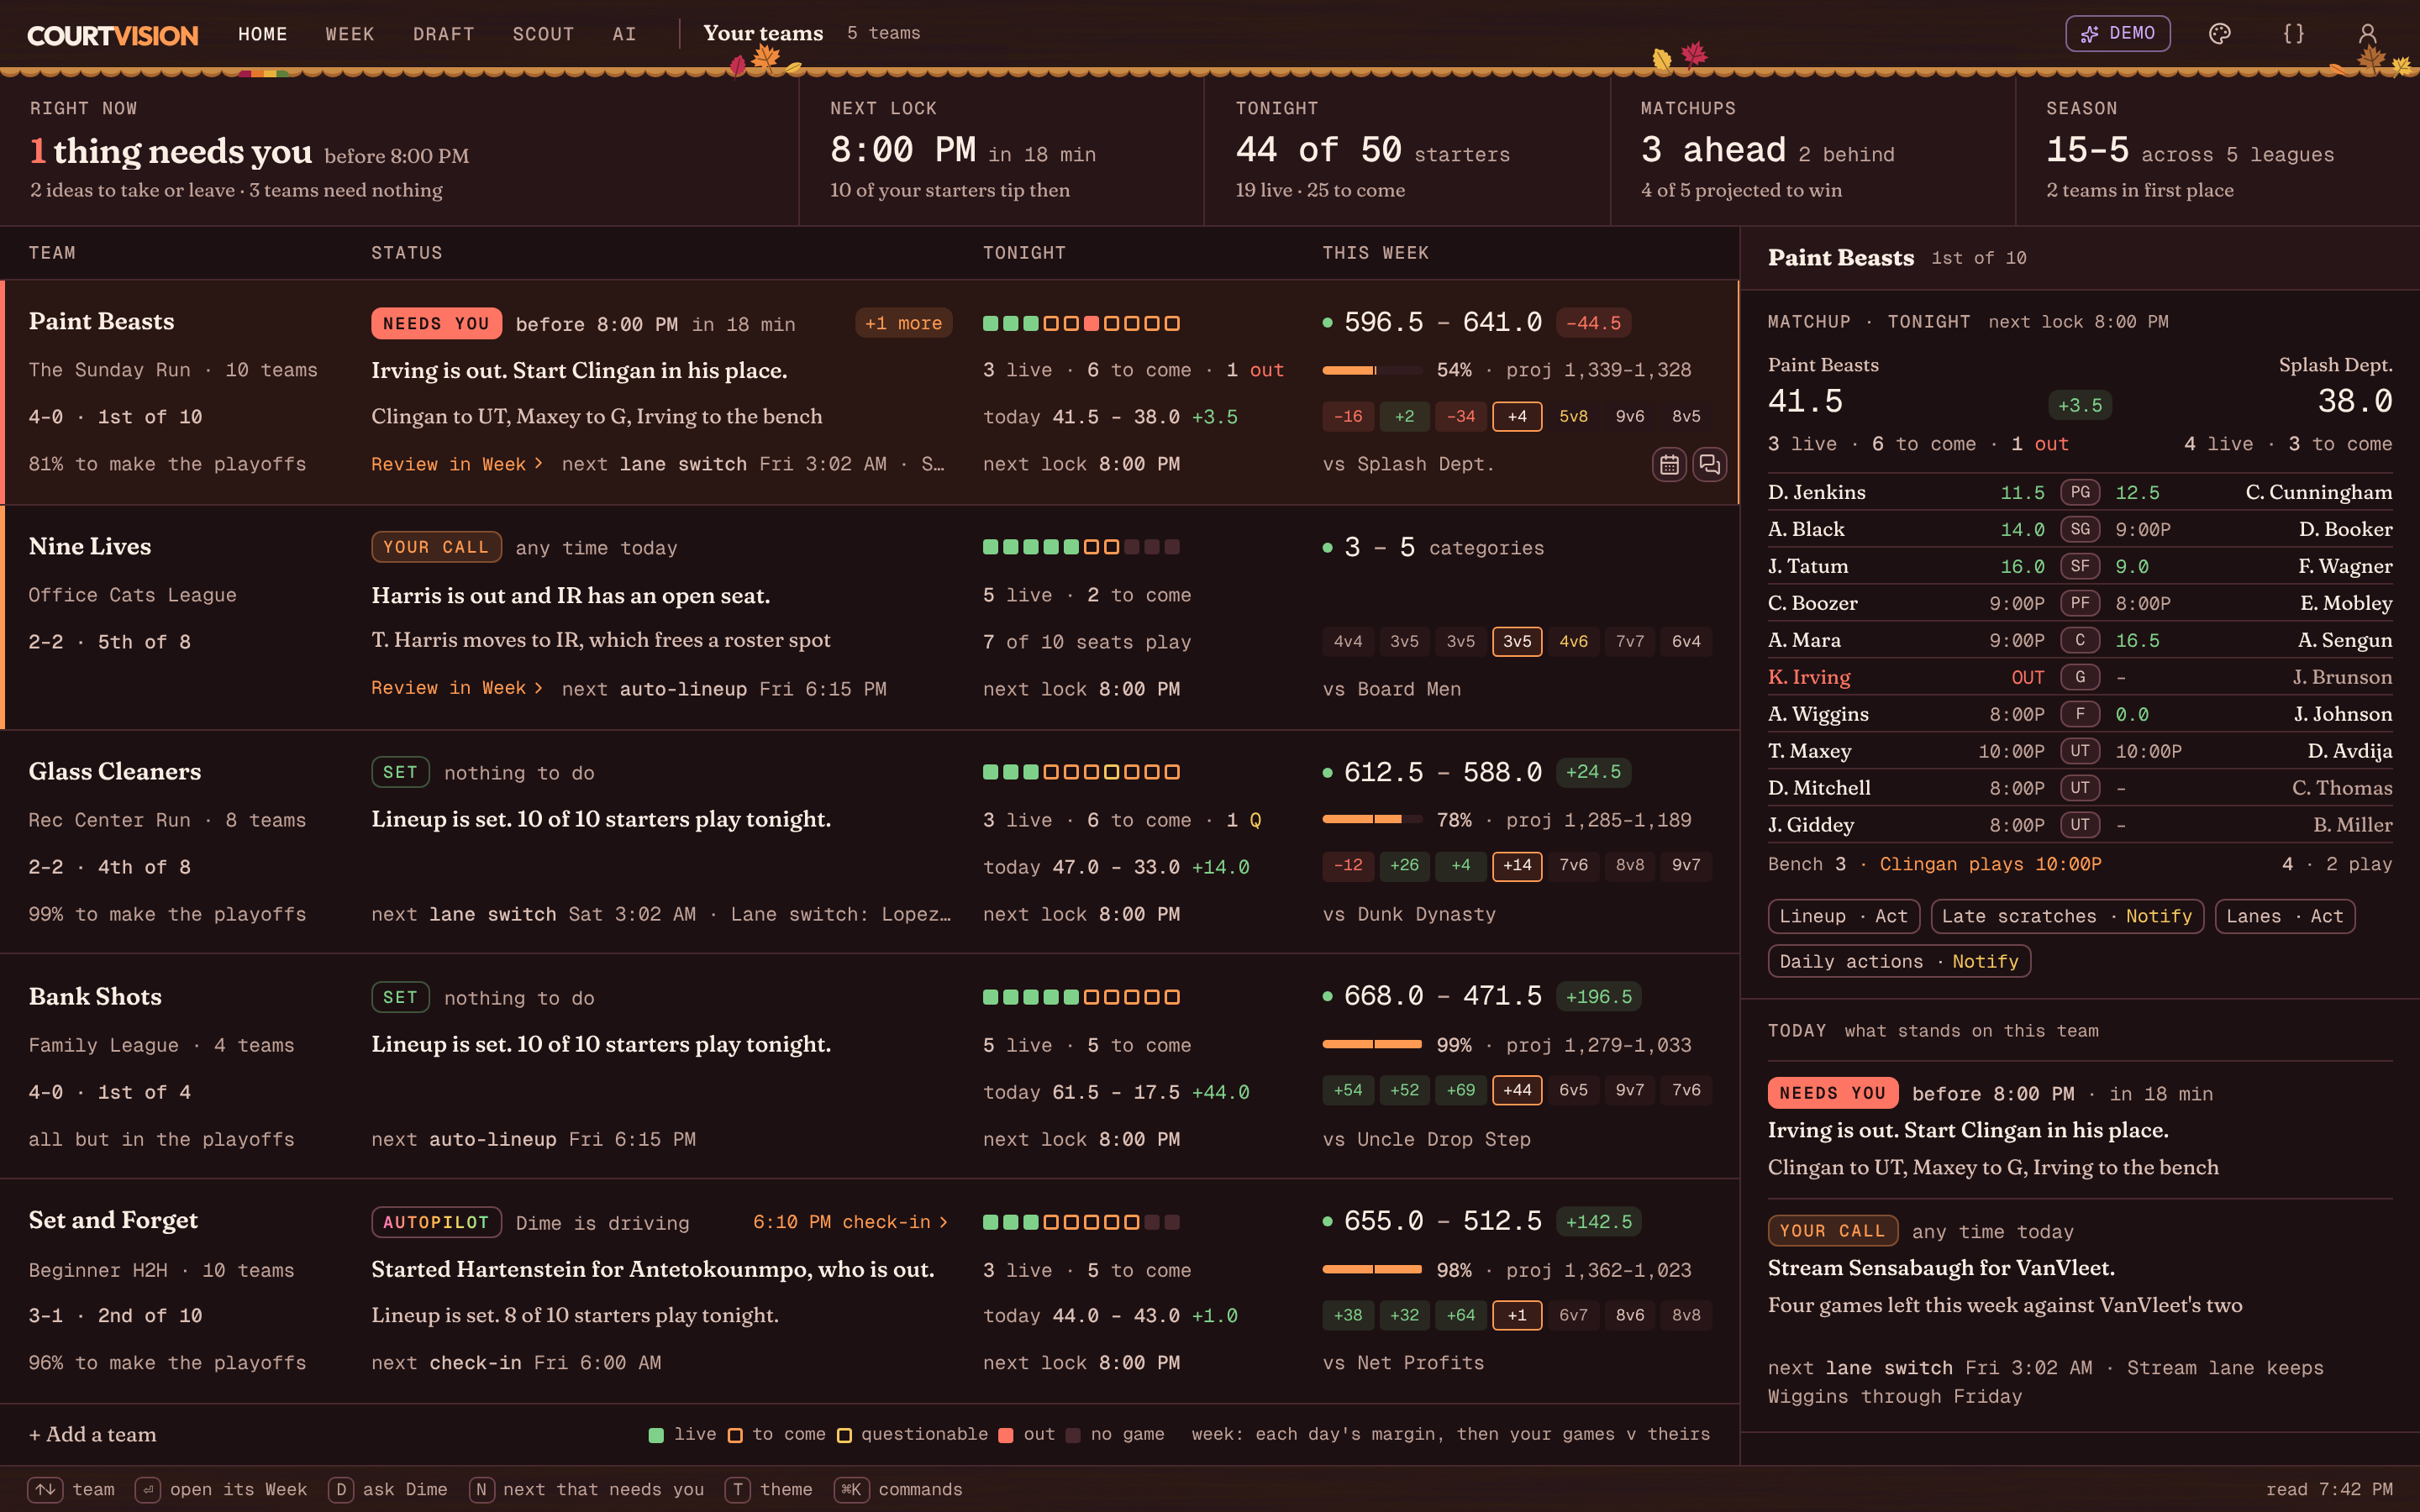 COURTVISION HOME WEEK DRAFT SCOUT AI Your teams 5 teams DEMO {}
RIGHT NOW
1 thing needs you before 8:00 PM
2 ideas to take or leave · 3 teams need nothing
NEXT LOCK
8:00 PM in 18 min
10 of your starters tip then
TONIGHT
44 of 50 starters
19 live · 25 to come
MATCHUPS
3 ahead 2 behind
4 of 5 projected to win
SEASON
15-5 across 5 leagues
2 teams in first place
TEAM STATUS TONIGHT THIS WEEK
Paint Beasts NEEDS YOU before 8:00 PM in 18 min +1 more 596.5 – 641.0 -44.5
The Sunday Run · 10 teams Irving is out. Start Clingan in his place. 3 live · 6 to come · 1 out 54% · proj 1,339-1,328
4-0 · 1st of 10 Clingan to UT, Maxey to G, Irving to the bench today 41.5 – 38.0 +3.5 -16 +2 -34 +4 5v8 9v6 8v5
81% to make the playoffs Review in Week › next lane switch Fri 3:02 AM · S… next lock 8:00 PM vs Splash Dept.
Nine Lives YOUR CALL any time today 3 – 5 categories
Office Cats League Harris is out and IR has an open seat. 5 live · 2 to come
2-2 · 5th of 8 T. Harris moves to IR, which frees a roster spot 7 of 10 seats play 4v4 3v5 3v5 3v5 4v6 7v7 6v4
Review in Week › next auto-lineup Fri 6:15 PM next lock 8:00 PM vs Board Men
Glass Cleaners SET nothing to do 612.5 – 588.0 +24.5
Rec Center Run · 8 teams Lineup is set. 10 of 10 starters play tonight. 3 live · 6 to come · 1 Q 78% · proj 1,285-1,189
2-2 · 4th of 8 today 47.0 – 33.0 +14.0 -12 +26 +4 +14 7v6 8v8 9v7
99% to make the playoffs next lane switch Sat 3:02 AM · Lane switch: Lopez… next lock 8:00 PM vs Dunk Dynasty
Bank Shots SET nothing to do 668.0 – 471.5 +196.5
Family League · 4 teams Lineup is set. 10 of 10 starters play tonight. 5 live · 5 to come 99% · proj 1,279-1,033
4-0 · 1st of 4 today 61.5 – 17.5 +44.0 +54 +52 +69 +44 6v5 9v7 7v6
all but in the playoffs next auto-lineup Fri 6:15 PM next lock 8:00 PM vs Uncle Drop Step
Set and Forget AUTOPILOT Dime is driving 6:10 PM check-in › 655.0 – 512.5 +142.5
Beginner H2H · 10 teams Started Hartenstein for Antetokounmpo, who is out. 3 live · 5 to come 98% · proj 1,362-1,023
3-1 · 2nd of 10 Lineup is set. 8 of 10 starters play tonight. today 44.0 – 43.0 +1.0 +38 +32 +64 +1 6v7 8v6 8v8
96% to make the playoffs next check-in Fri 6:00 AM next lock 8:00 PM vs Net Profits
+ Add a team live to come questionable out no game week: each day's margin, then your games v theirs
Paint Beasts 1st of 10
MATCHUP · TONIGHT next lock 8:00 PM
Paint Beasts Splash Dept.
41.5 +3.5 38.0
3 live · 6 to come · 1 out 4 live · 3 to come
D. Jenkins 11.5 PG 12.5 C. Cunningham
A. Black 14.0 SG 9:00P D. Booker
J. Tatum 16.0 SF 9.0 F. Wagner
C. Boozer 9:00P PF 8:00P E. Mobley
A. Mara 9:00P C 16.5 A. Sengun
K. Irving OUT G – J. Brunson
A. Wiggins 8:00P F 0.0 J. Johnson
T. Maxey 10:00P UT 10:00P D. Avdija
D. Mitchell 8:00P UT – C. Thomas
J. Giddey 8:00P UT – B. Miller
Bench 3 · Clingan plays 10:00P 4 · 2 play
Lineup · Act Late scratches · Notify Lanes · Act
Daily actions · Notify
TODAY what stands on this team
NEEDS YOU before 8:00 PM · in 18 min
Irving is out. Start Clingan in his place.
Clingan to UT, Maxey to G, Irving to the bench
YOUR CALL any time today
Stream Sensabaugh for VanVleet.
Four games left this week against VanVleet's two
next lane switch Fri 3:02 AM · Stream lane keeps
Wiggins through Friday
↑↓ team ⏎ open its Week D ask Dime N next that needs you T theme ⌘K commands read 7:42 PM